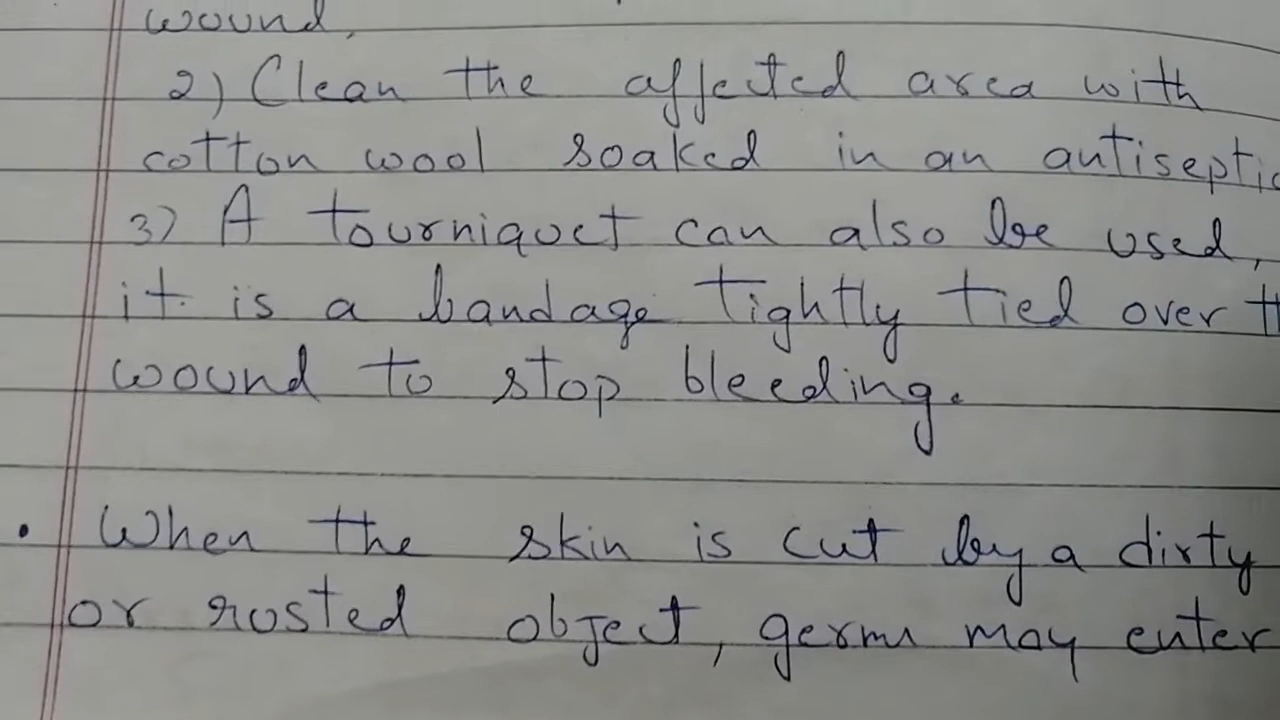 wound.
2) Clean the affected area with
cotton wool soaked in an antiseptic
3) A tourniquet can also be used,
it is a bandage tightly tied over th
wound to stop bleeding.
• When the skin is cut by a dirty
or rusted object, germs may enter